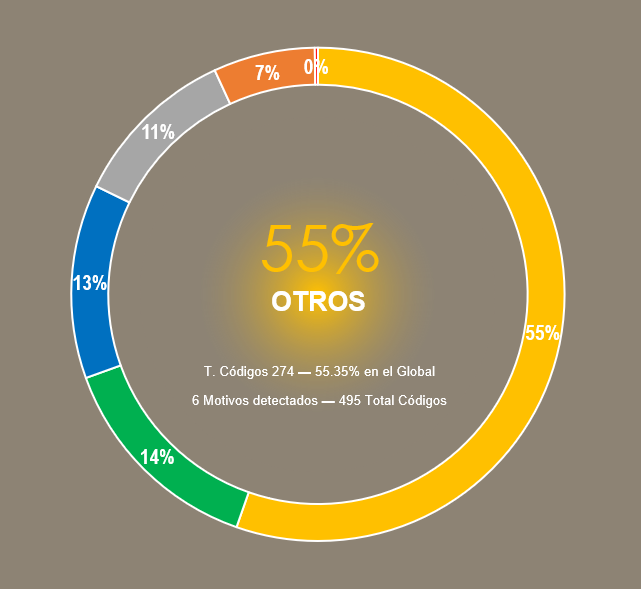 7%
0%
11%
55%
OTROS
13%
55%
T. Códigos 274 — 55.35% en el Global
6 Motivos detectados — 495 Total Códigos
14%